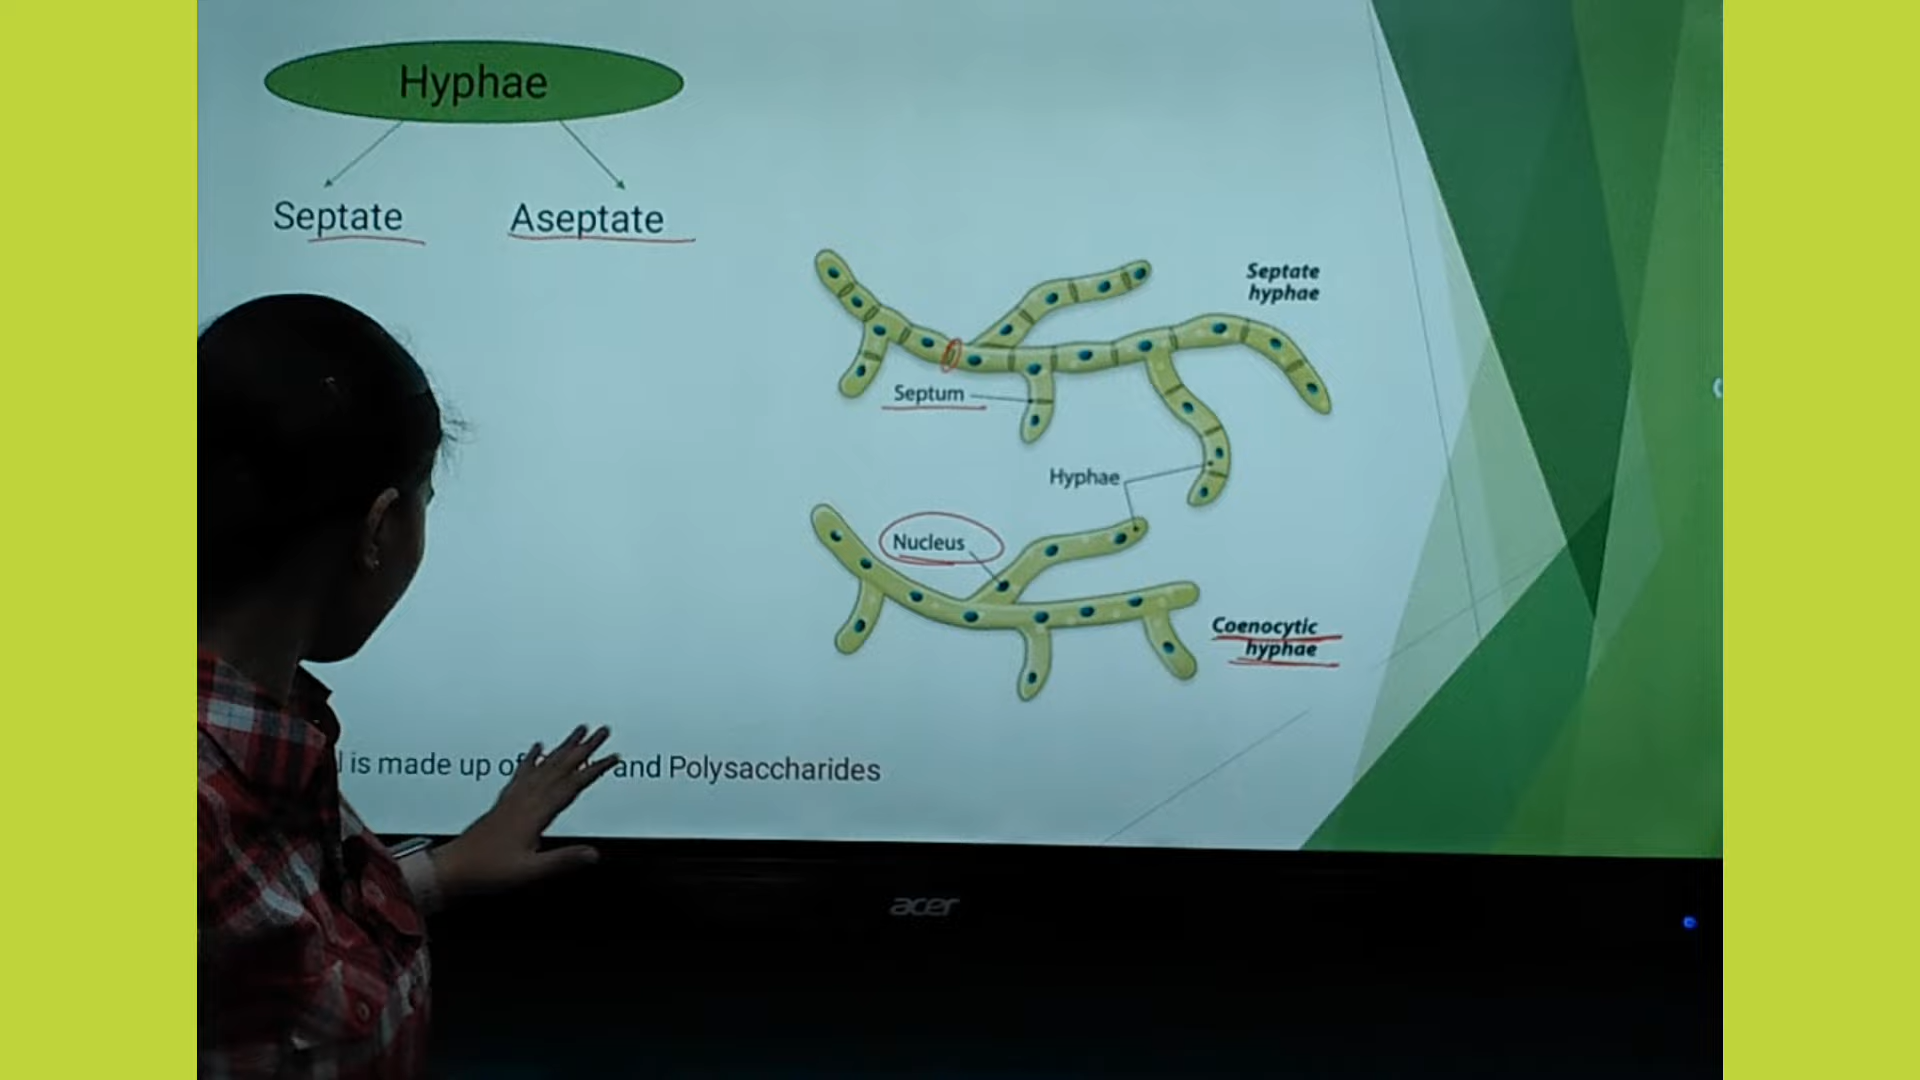 Hyphae
Septate
Aseptate
Septate
hyphae
Septum
Hyphae
Nucleus
Coenocytic
hyphae
is made up of and Polysaccharides
acer